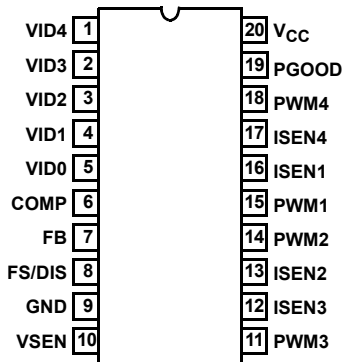 VID4 1 20 VCC
VID3 2 19 PGOOD
VID2 3 18 PWM4
VID1 4 17 ISEN4
VID0 5 16 ISEN1
COMP 6 15 PWM1
FB 7 14 PWM2
FS/DIS 8 13 ISEN2
GND 9 12 ISEN3
VSEN 10 11 PWM3